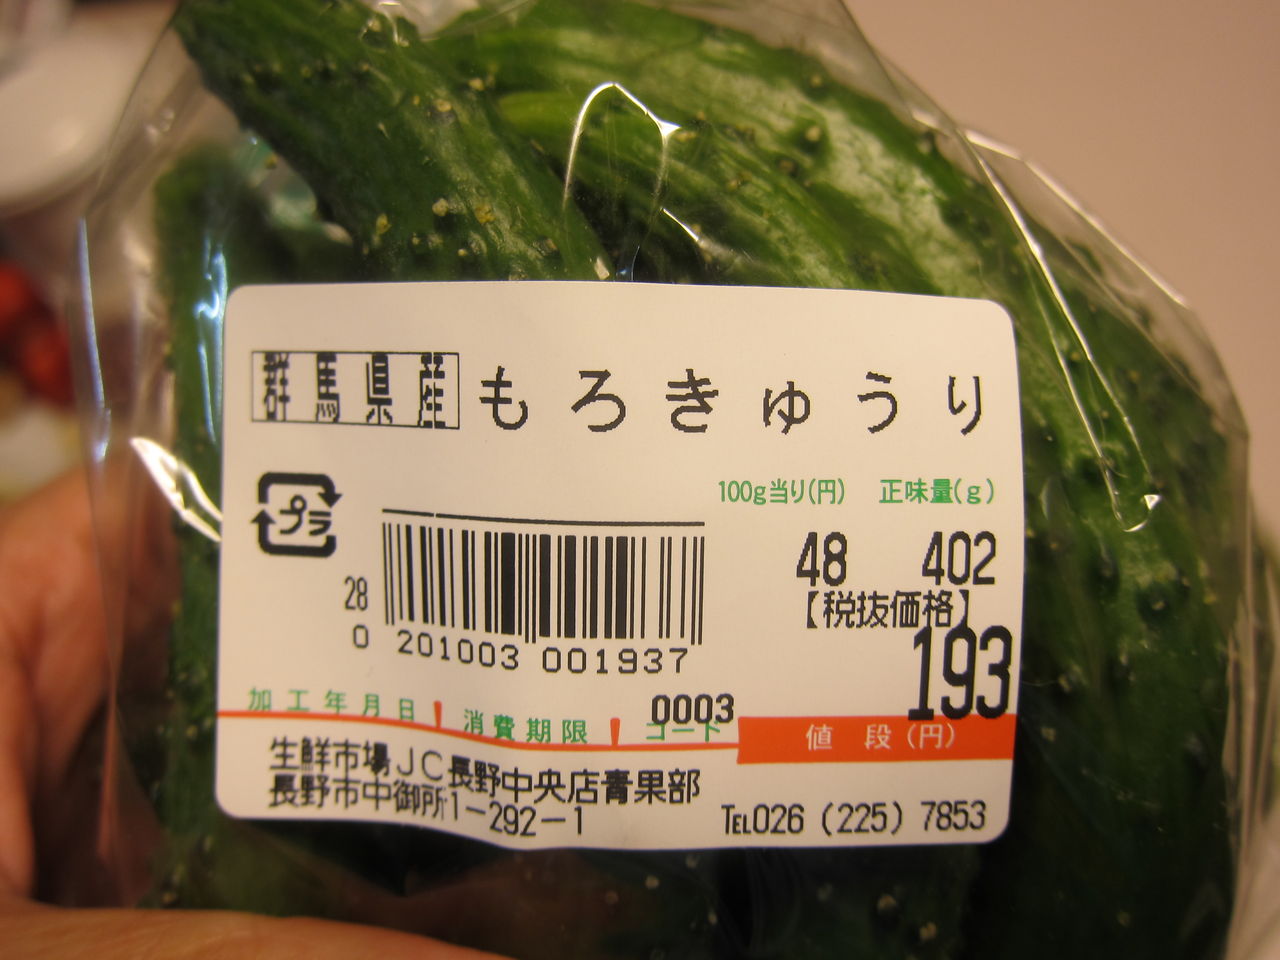 群馬県産 もろきゅうり
100g当り(円) 正味量(g)
プラ
48 402
【税抜価格】
28
193
0 201003 001937
0003
加工年月日 消費期限 コード 値段(円)
生鮮市場JC長野中央店青果部
長野市中御所1-292-1 TEL026(225)7853